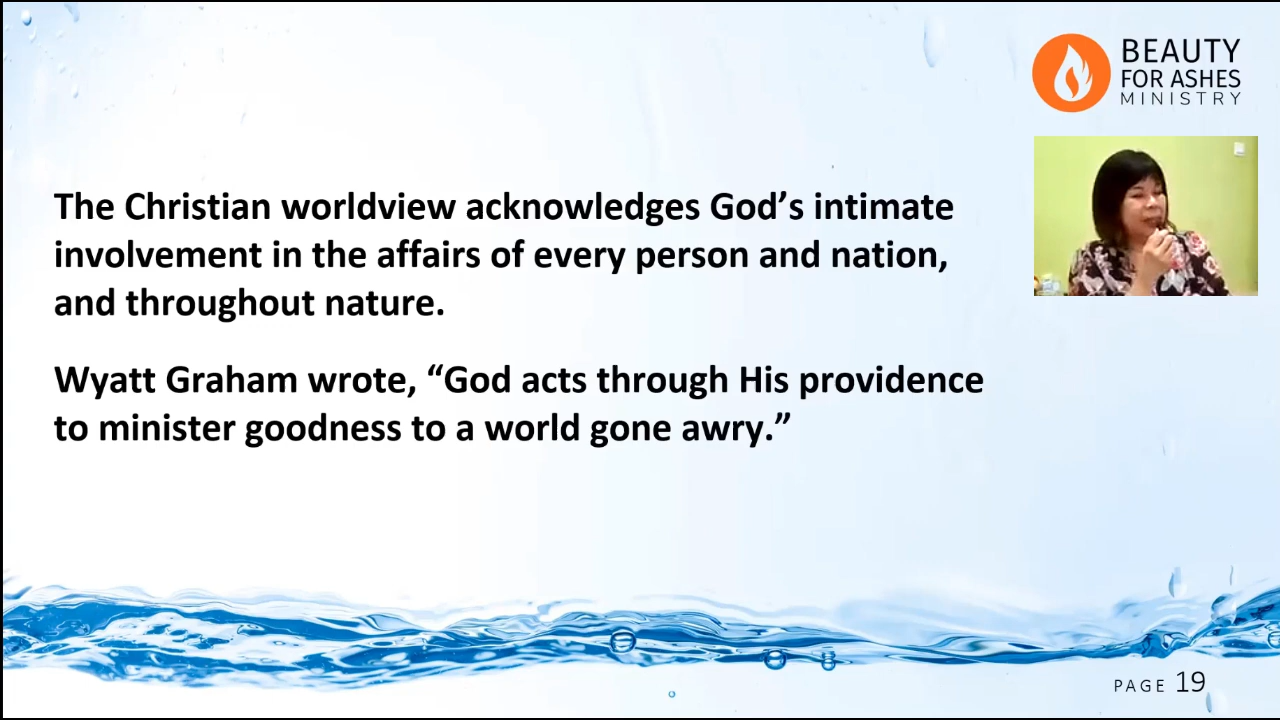 BEAUTY
FOR ASHES
MINISTRY
The Christian worldview acknowledges God’s intimate
involvement in the affairs of every person and nation,
and throughout nature.
Wyatt Graham wrote, “God acts through His providence
to minister goodness to a world gone awry.”
PAGE 19